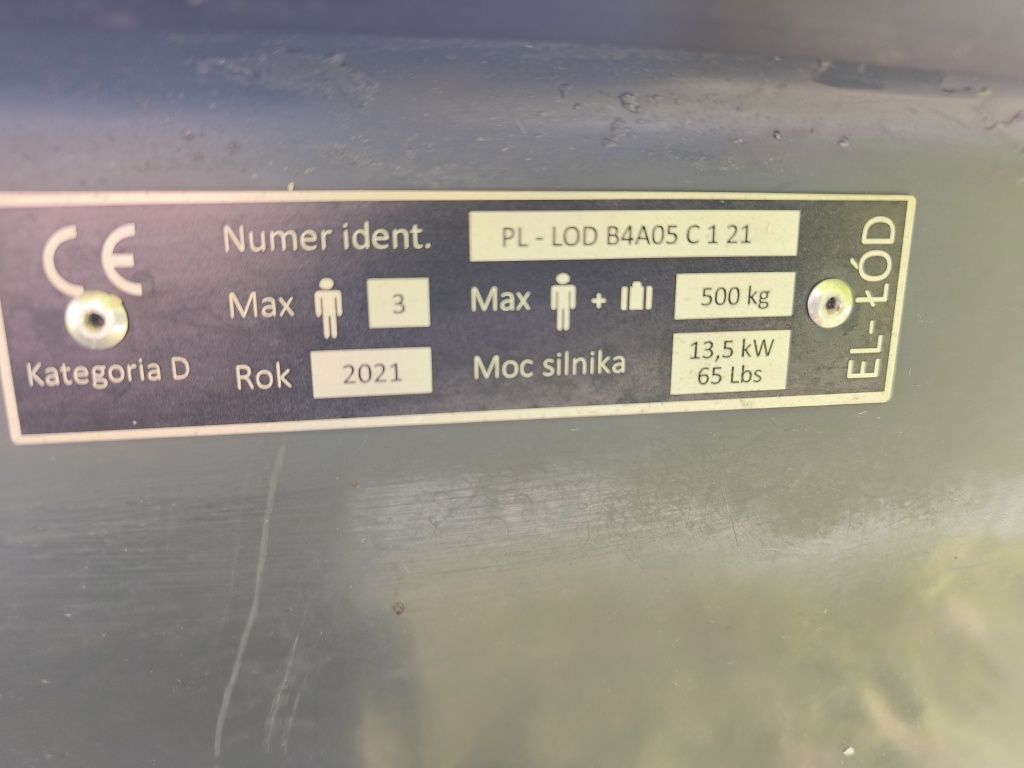 CE
Kategoria D
Numer ident. PL - LOD B4A05 C 1 21
Max 3 Max + 500 kg
Rok 2021 Moc silnika 13,5 kW
65 Lbs
EL-ŁÓD